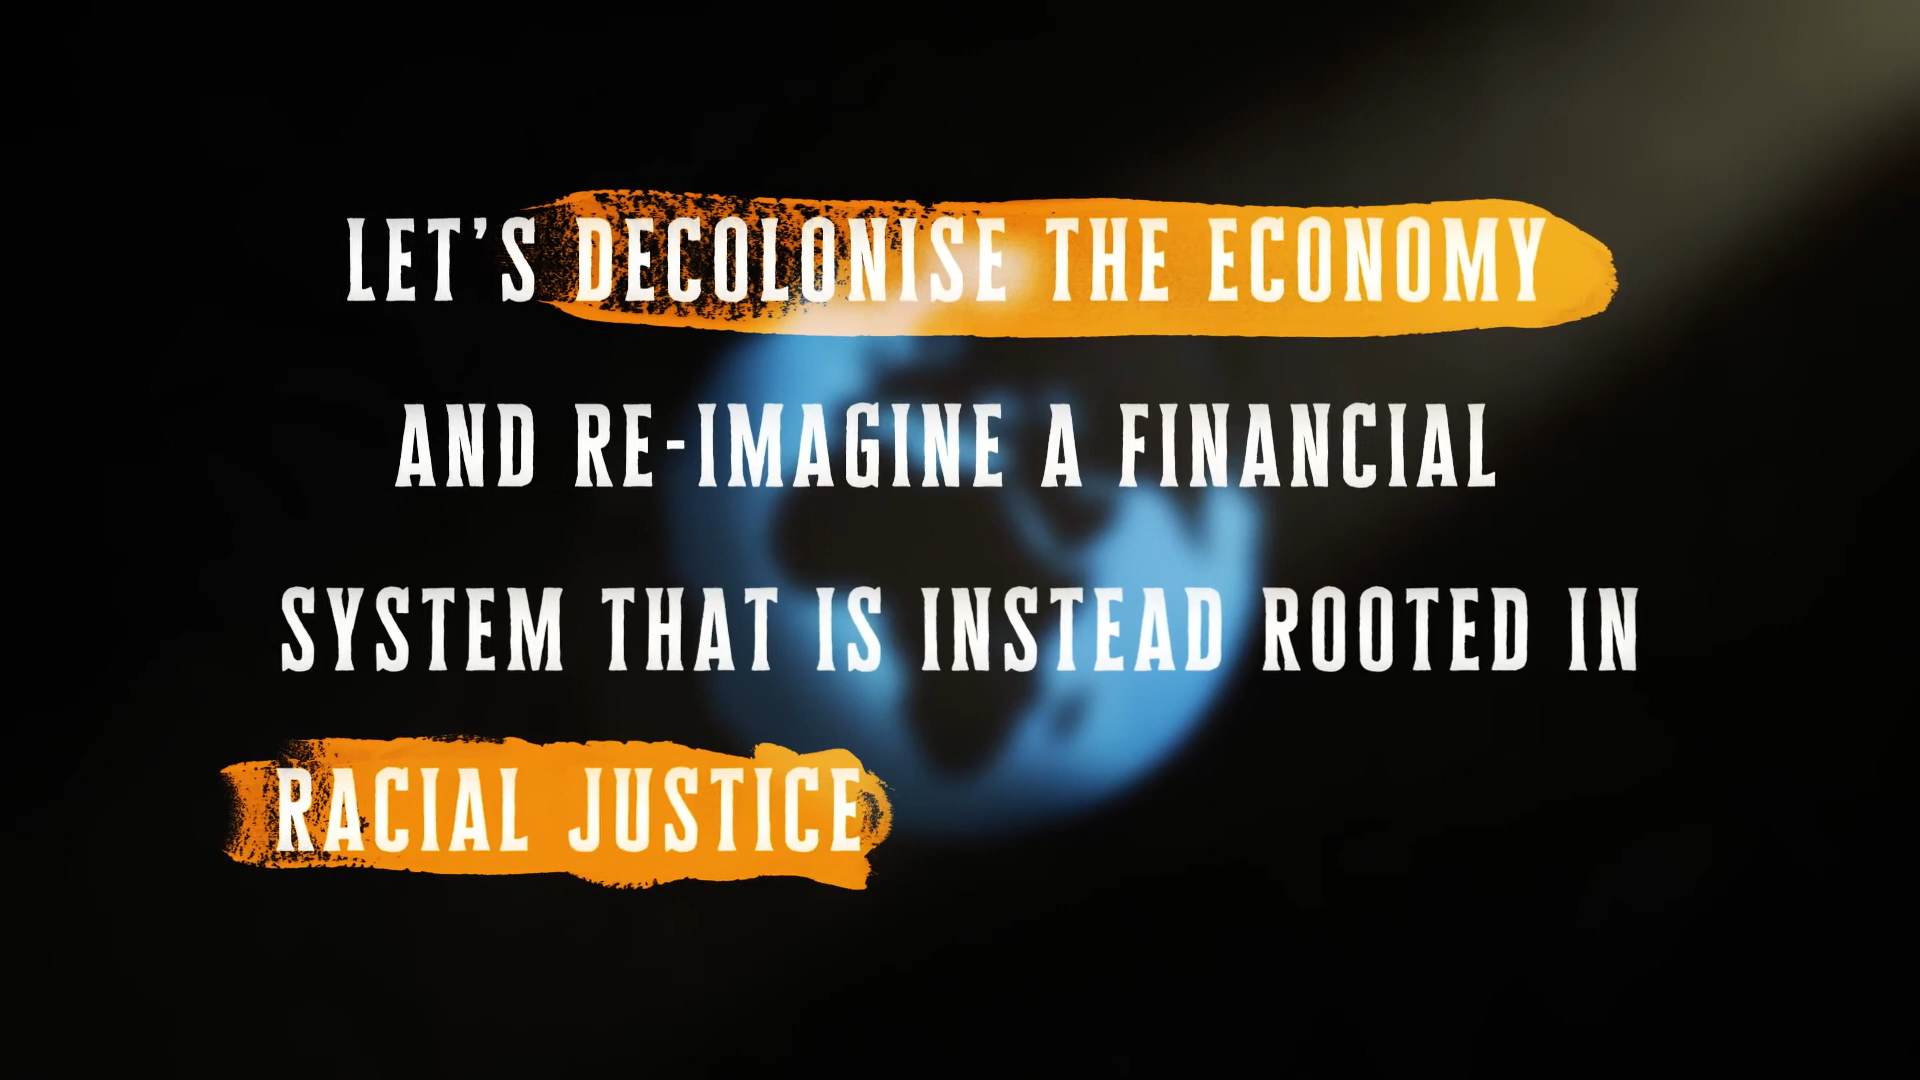 LET'S DECOLONISE THE ECONOMY
AND RE-IMAGINE A FINANCIAL
SYSTEM THAT IS INSTEAD ROOTED IN
RACIAL JUSTICE